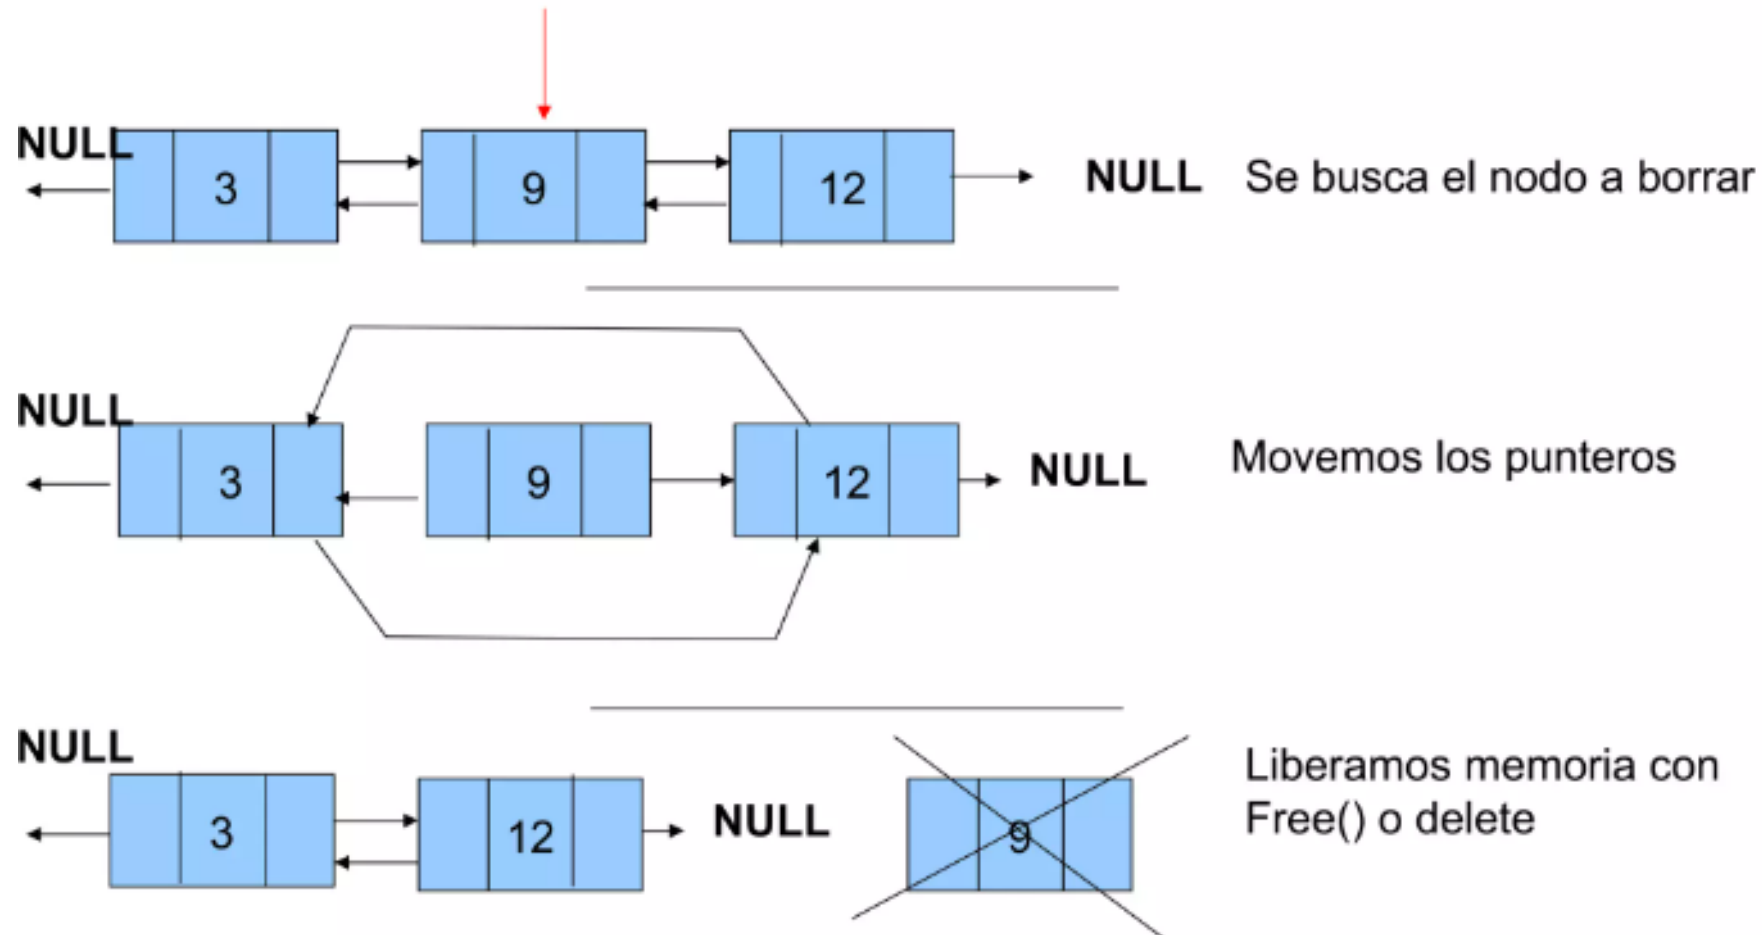 NULL
3
9
12
NULL
Se busca el nodo a borrar
NULL
3
9
12
NULL
Movemos los punteros
NULL
3
12
NULL
9
Liberamos memoria con
Free() o delete